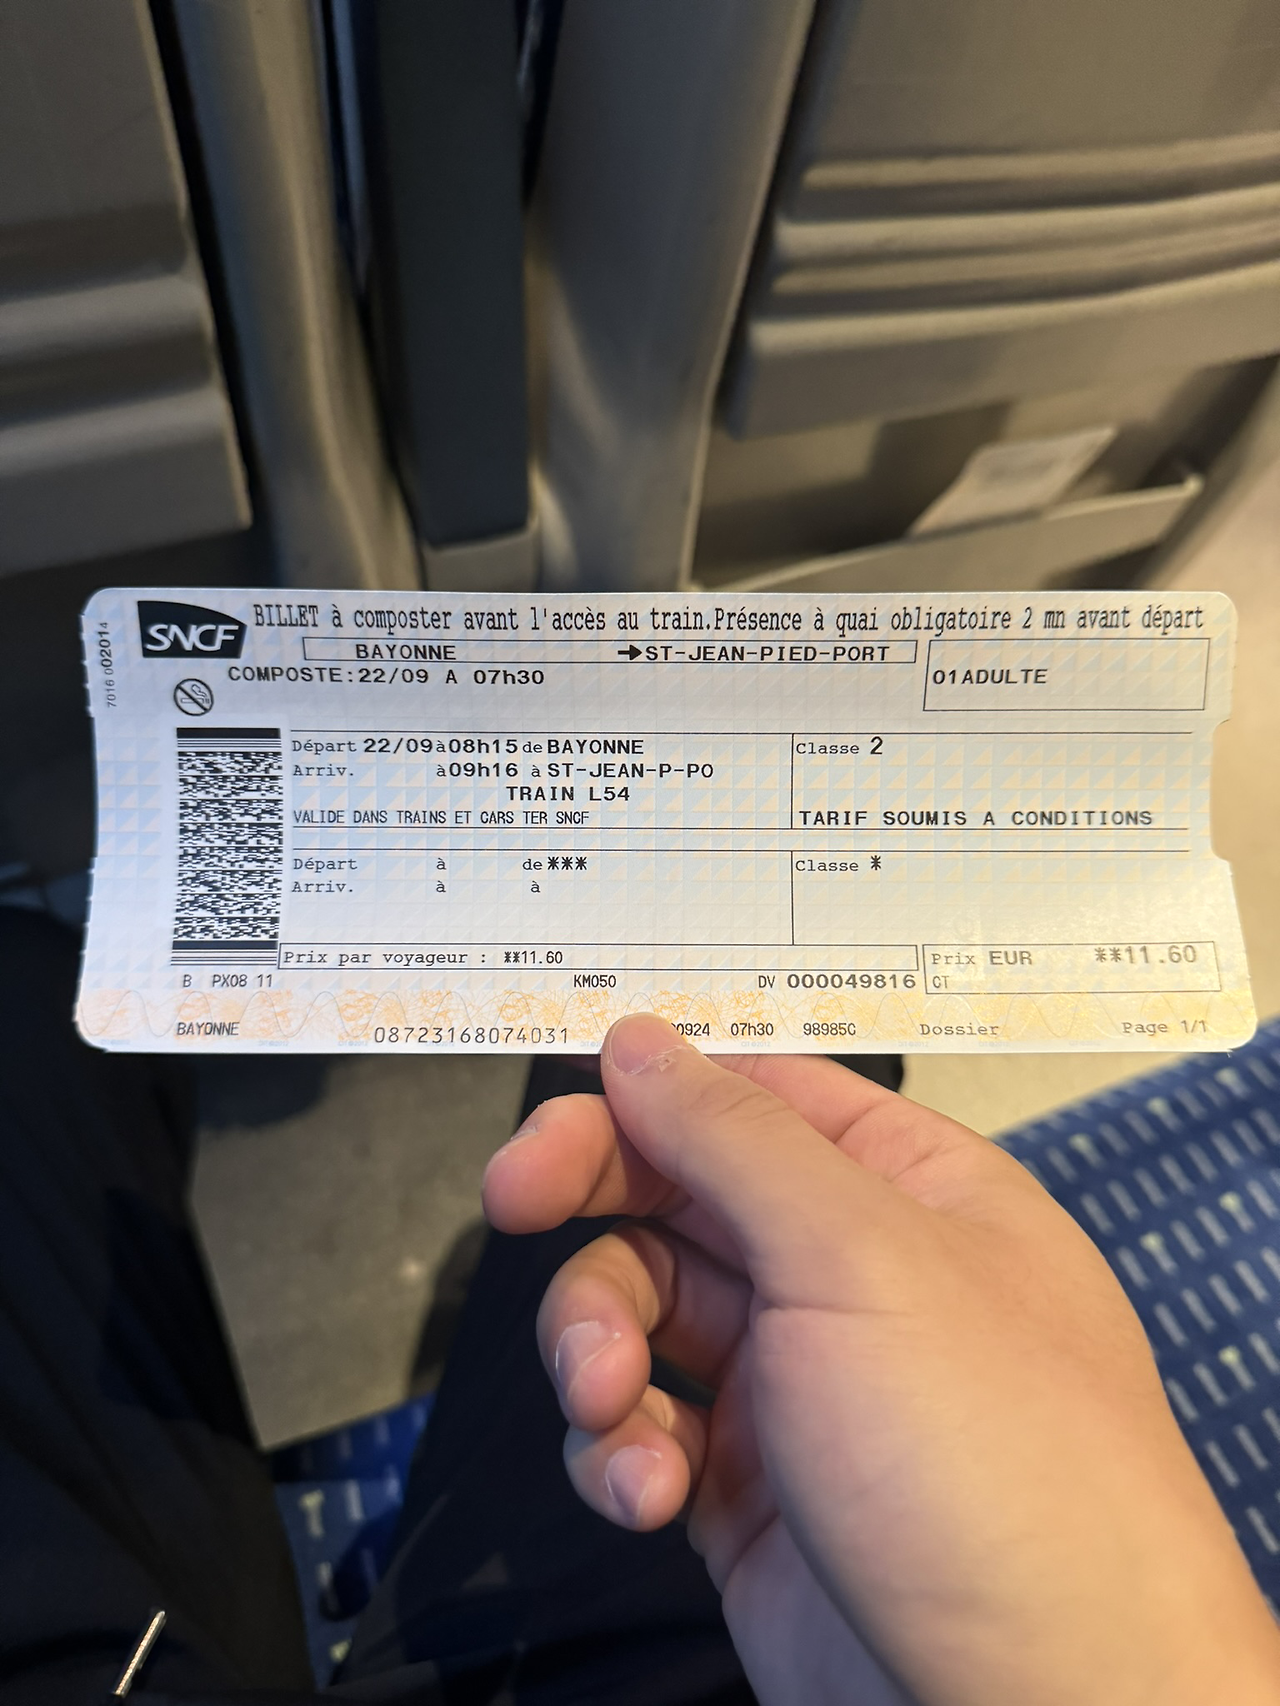 BILLET à composter avant l'accès au train.Présence à quai obligatoire 2 mn avant départ
SNCF
BAYONNE →ST-JEAN-PIED-PORT
COMPOSTE:22/09 A 07h30
01ADULTE
7016 002014
Départ 22/09 à 08h15 de BAYONNE
Arriv. à 09h16 à ST-JEAN-P-PO
TRAIN L54
VALIDE DANS TRAINS ET CARS TER SNCF
Classe 2
TARIF SOUMIS A CONDITIONS
Départ à de ***
Arriv. à à
Classe *
Prix par voyageur : **11.60
Prix EUR **11.60
B PX08 11 KM050 DV 000049816 CT
BAYONNE 08723168074031 0924 07h30 98985C Dossier Page 1/1